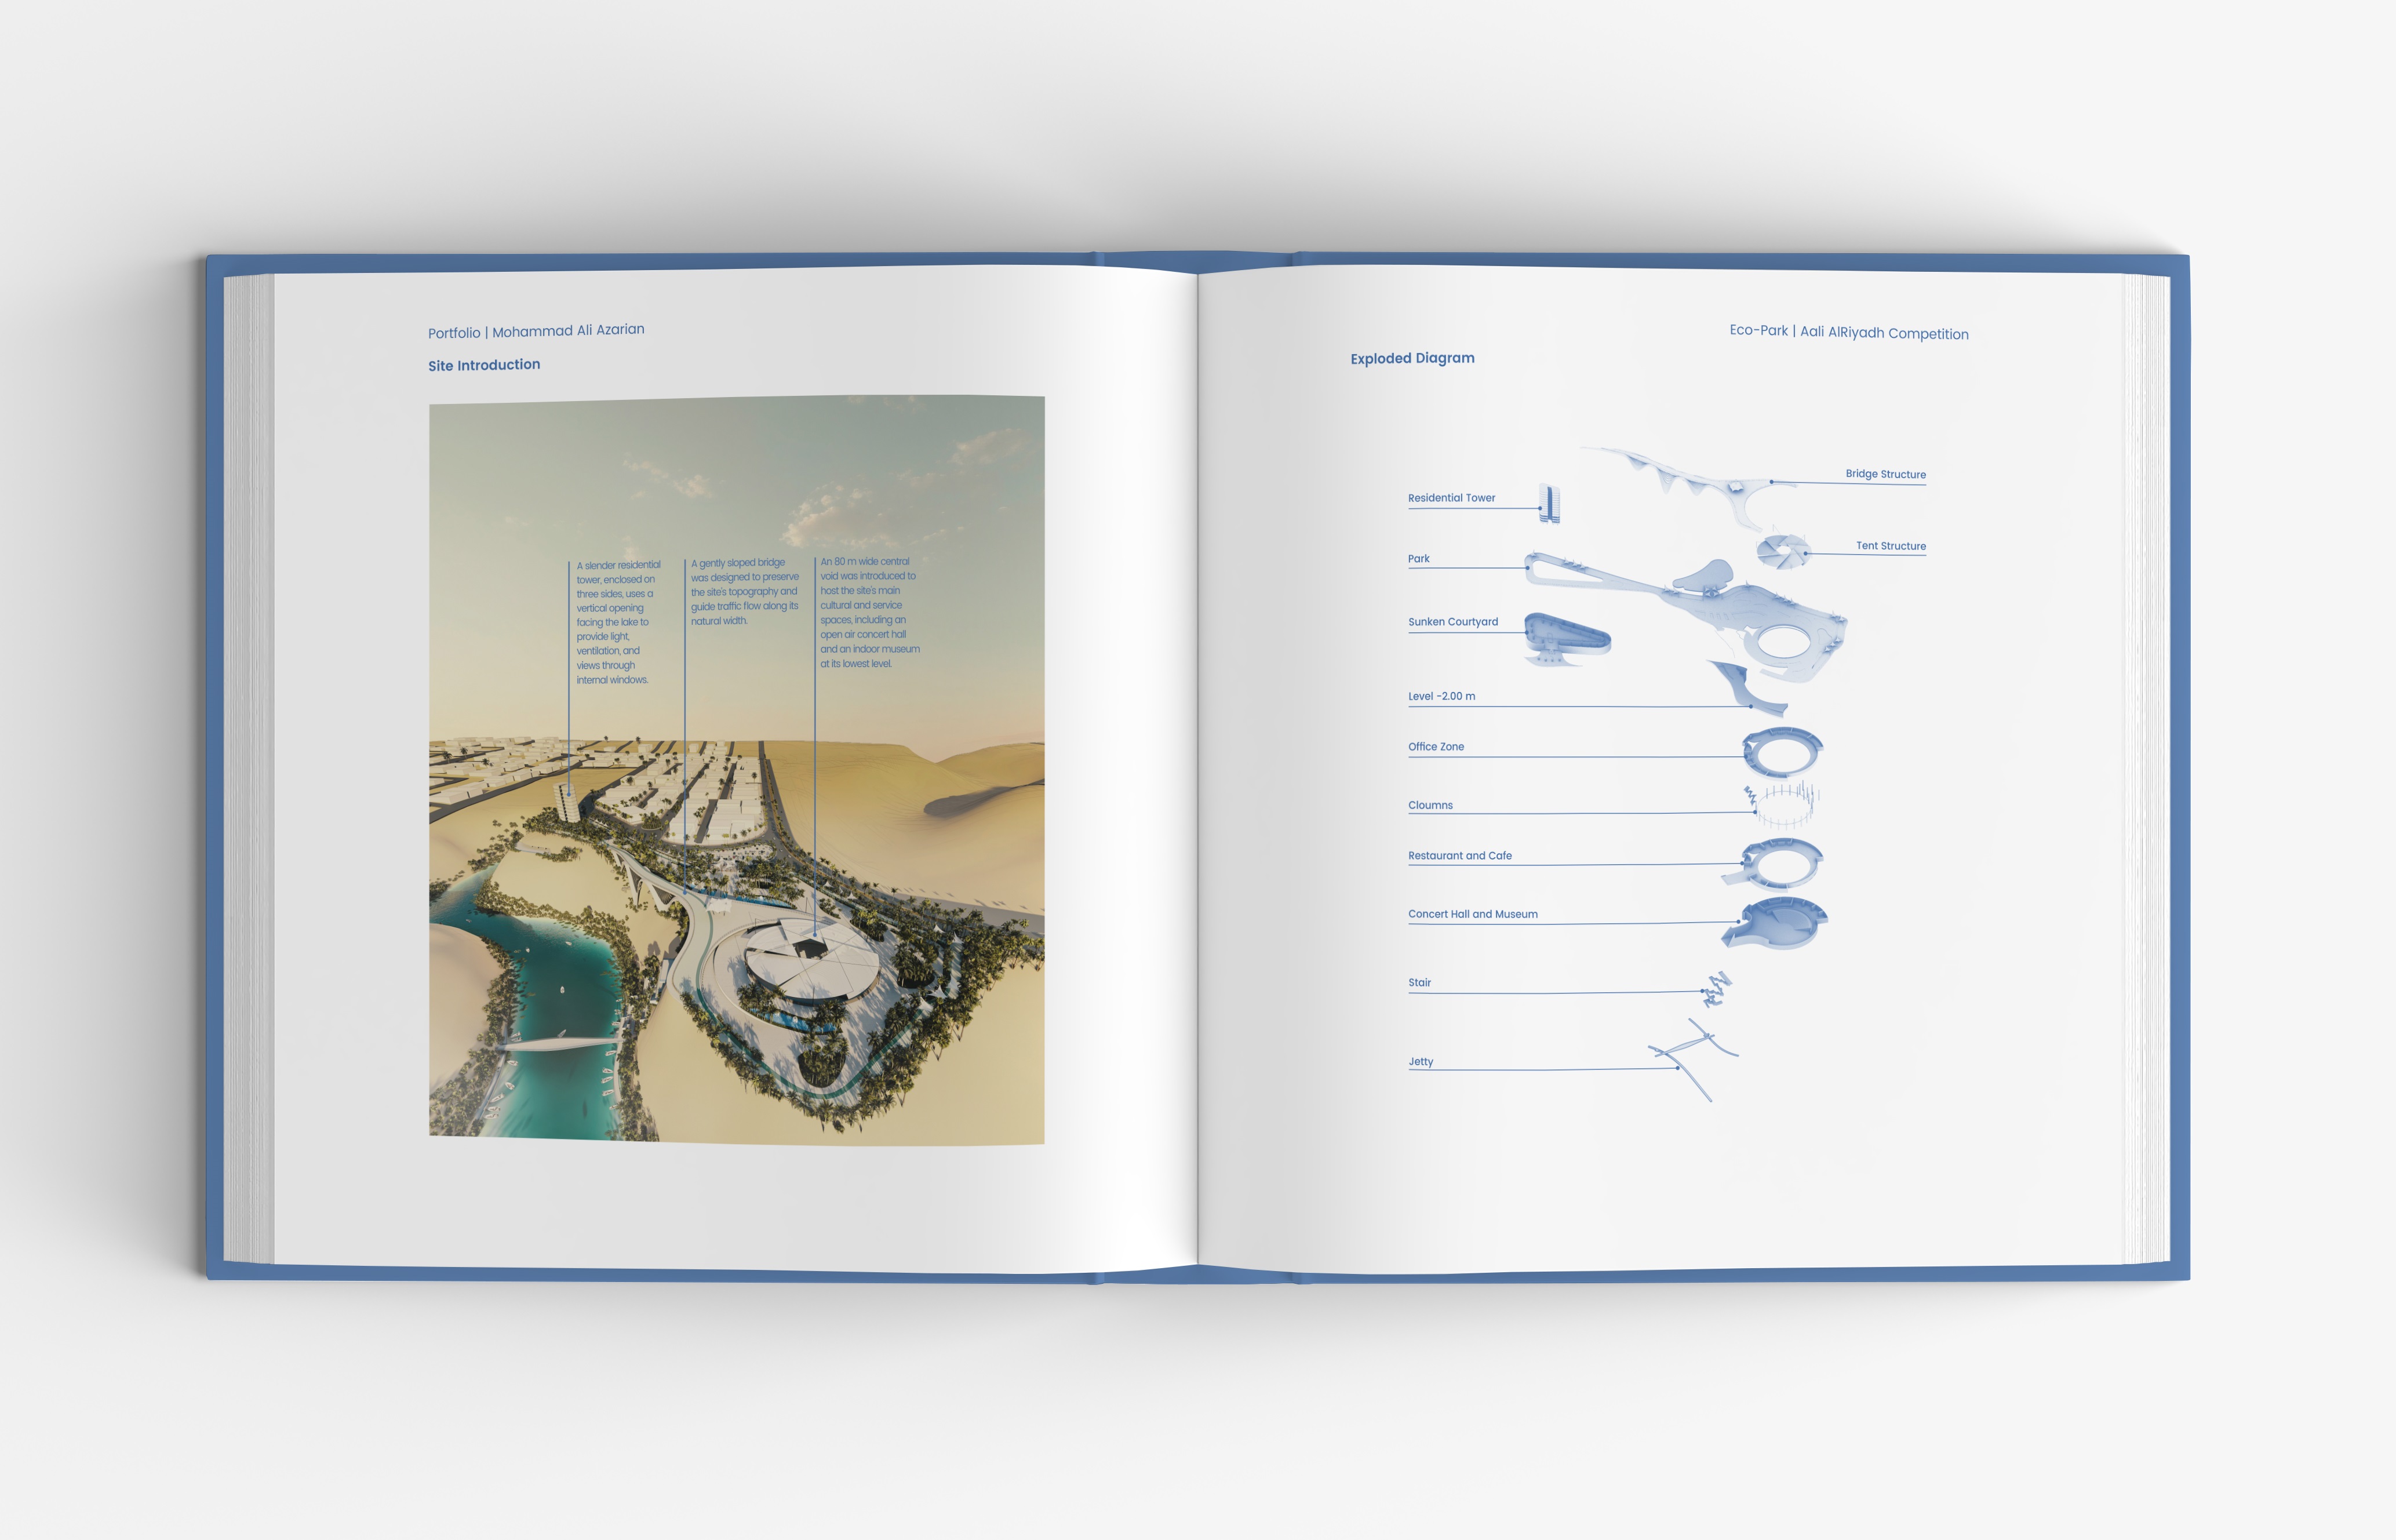 Portfolio | Mohammad Ali Azarian
Site Introduction
A slender residential
tower, enclosed on
three sides, uses a
vertical opening
facing the lake to
provide light,
ventilation, and
views through
internal windows.
A gently sloped bridge
was designed to preserve
the site's topography and
guide traffic flow along its
natural width.
An 80 m wide central
void was introduced to
host the site's main
cultural and service
spaces, including an
open air concert hall
and an indoor museum
at its lowest level.
Eco-Park | Aali AlRiyadh Competition
Exploded Diagram
Bridge Structure
Residential Tower
Tent Structure
Park
Sunken Courtyard
Level -2.00 m
Office Zone
Cloumns
Restaurant and Cafe
Concert Hall and Museum
Stair
Jetty